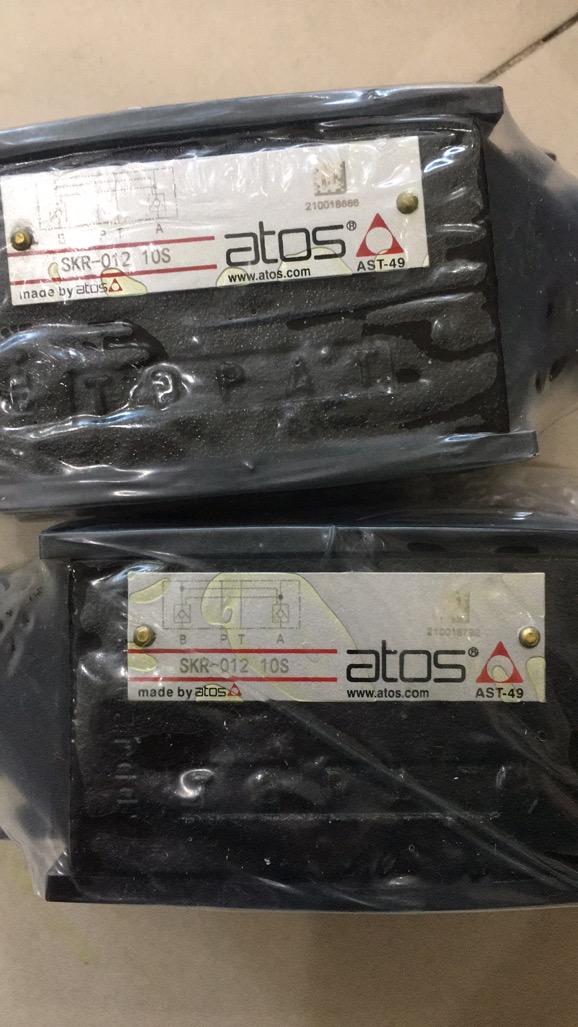 B P T A
210018666
SKR-012 10S
atos®
www.atos.com
AST-49
made by atos
B P T A
SKR-012 10S
atos®
www.atos.com
AST-49
made by atos